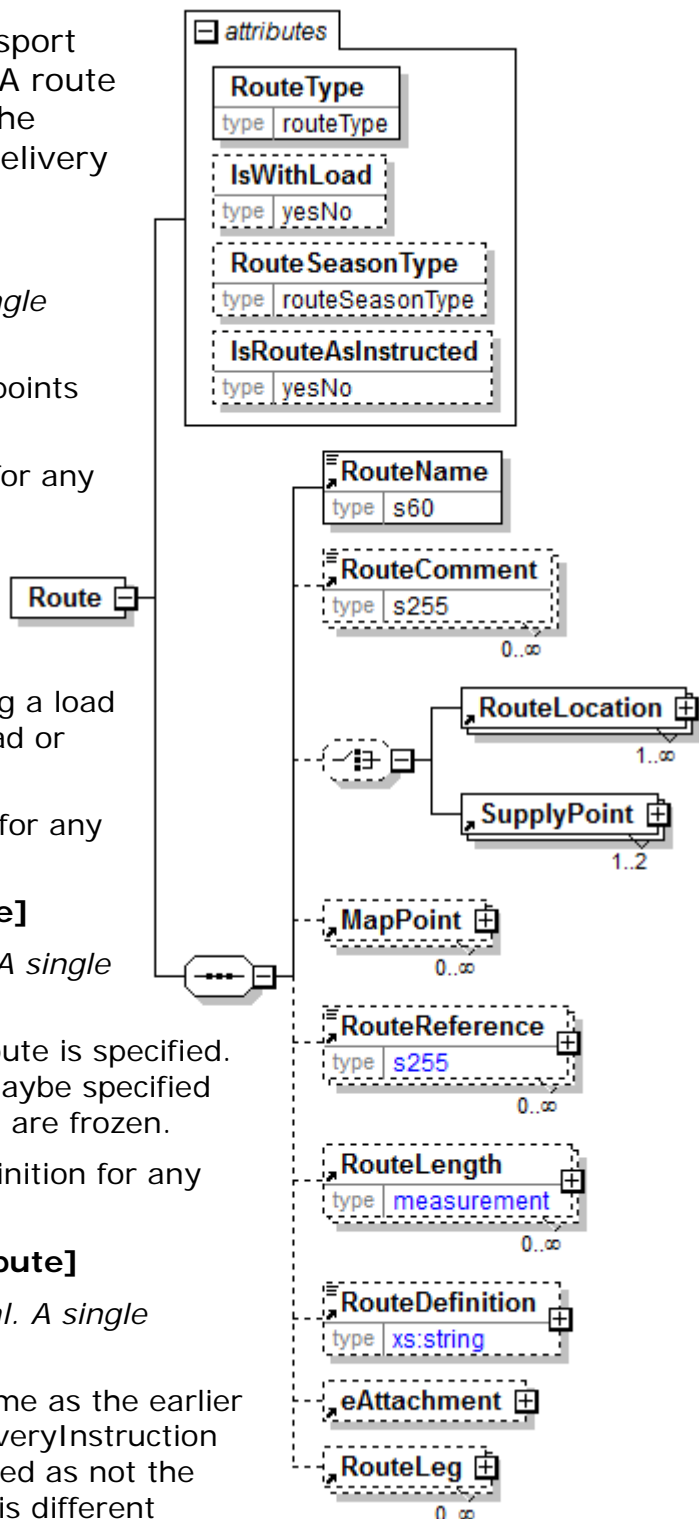 sport
A route
he
elivery
ngle
points
for any
g a load
ad or
for any
e]
A single
oute is specified.
aybe specified
are frozen.
inition for any
oute]
l. A single
me as the earlier
veryInstruction
ed as not the
is different
attributes
RouteType
type routeType
IsWithLoad
type yesNo
RouteSeasonType
type routeSeasonType
IsRouteAsInstructed
type yesNo
Route
RouteName
type s60
RouteComment
type s255
0..∞
RouteLocation
1..∞
SupplyPoint
1..2
MapPoint
0..∞
RouteReference
type s255
0..∞
RouteLength
type measurement
0..∞
RouteDefinition
type xs:string
eAttachment
RouteLeg
0..∞